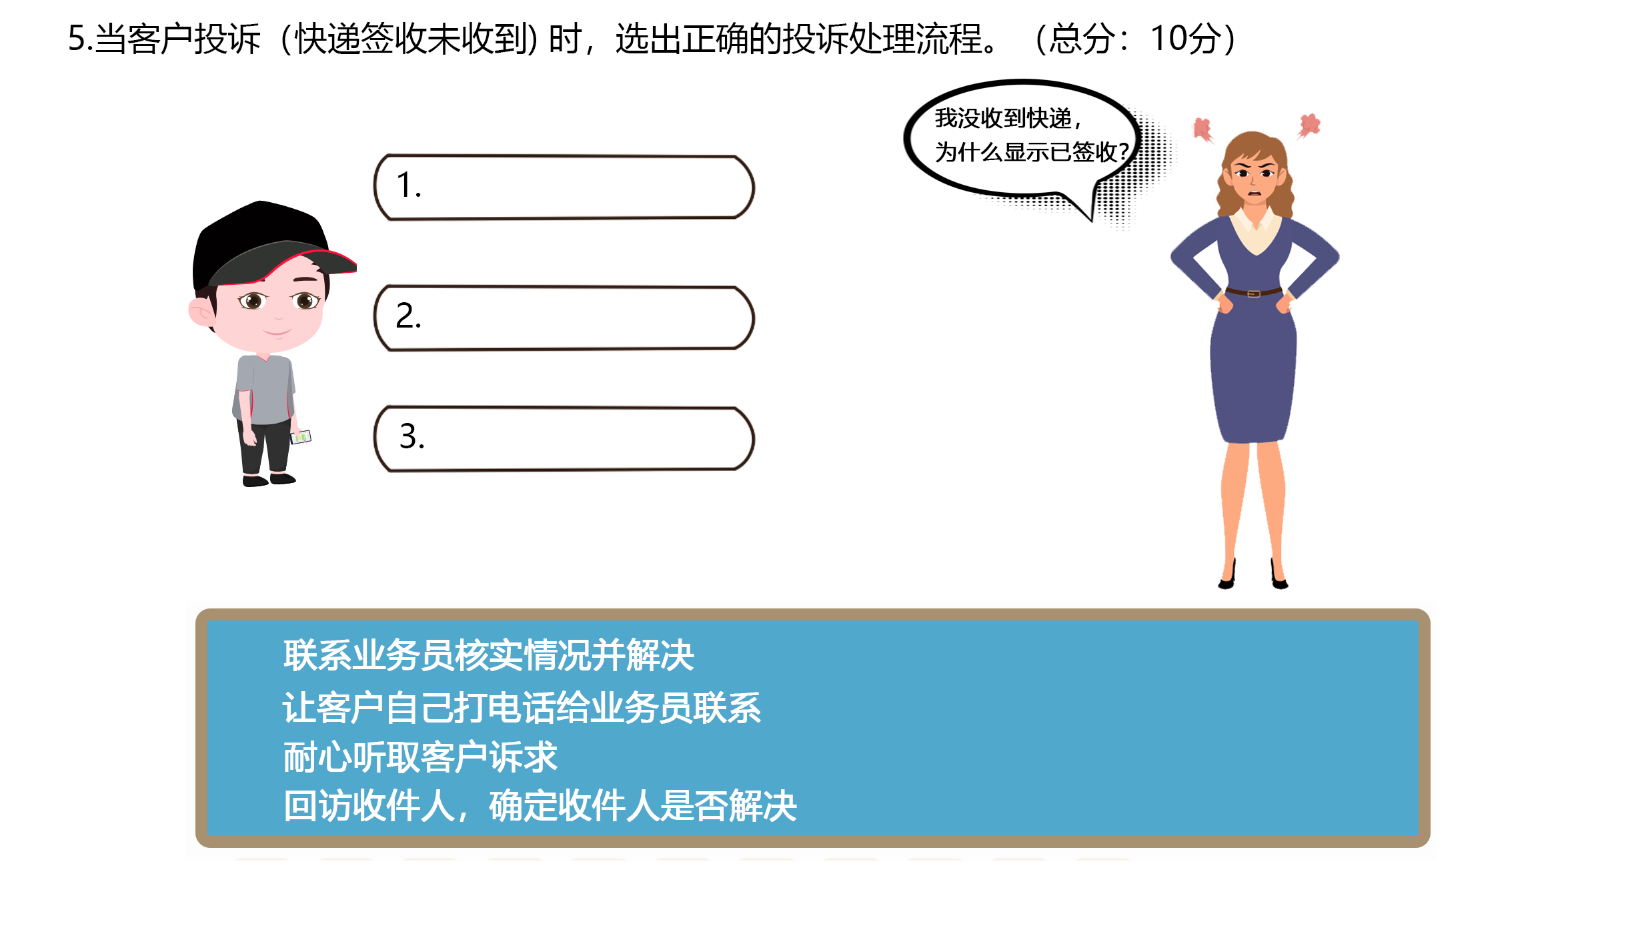 5.当客户投诉（快递签收未收到) 时，选出正确的投诉处理流程。（总分：10分）
我没收到快递，
为什么显示已签收?
1.
2.
3.
联系业务员核实情况并解决
让客户自己打电话给业务员联系
耐心听取客户诉求
回访收件人，确定收件人是否解决